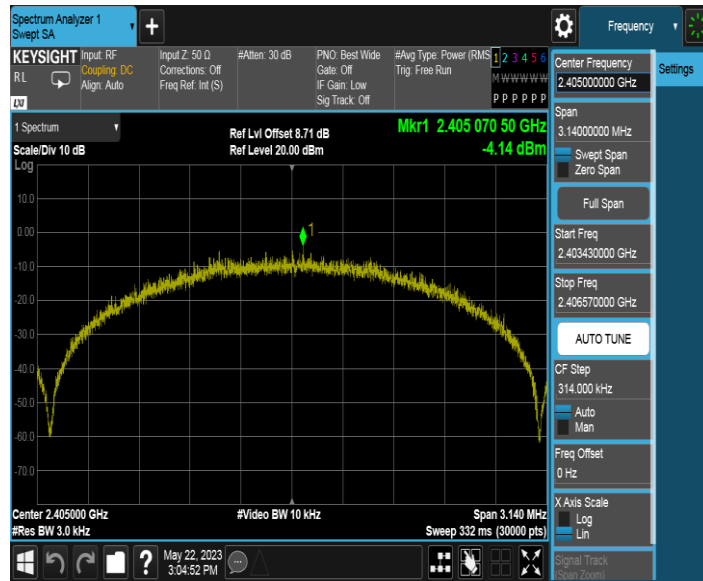 Spectrum Analyzer 1
Swept SA
Frequency
KEYSIGHT
RL
LXI
Input: RF
Coupling: DC
Align: Auto
Input Z: 50 Ω
Corrections: Off
Freq Ref: Int (S)
#Atten: 30 dB
PNO: Best Wide
Gate: Off
IF Gain: Low
Sig Track: Off
#Avg Type: Power (RMS
Trig: Free Run
1 2 3 4 5 6
M W W W W W
P P P P P P
Center Frequency
2.405000000 GHz
Settings
Span
3.14000000 MHz
Swept Span
Zero Span
Full Span
Start Freq
2.403430000 GHz
Stop Freq
2.406570000 GHz
AUTO TUNE
CF Step
314.000 kHz
Auto
Man
Freq Offset
0 Hz
X Axis Scale
Log
Lin
Signal Track
(Span Zoom)
1 Spectrum
Scale/Div 10 dB
Log
Ref Lvl Offset 8.71 dB
Ref Level 20.00 dBm
Mkr1 2.405 070 50 GHz
-4.14 dBm
10.0
0.00
-10.0
-20.0
-30.0
-40.0
-50.0
-60.0
-70.0
1
Center 2.405000 GHz
#Res BW 3.0 kHz
#Video BW 10 kHz
Span 3.140 MHz
Sweep 332 ms (30000 pts)
May 22, 2023
3:04:52 PM